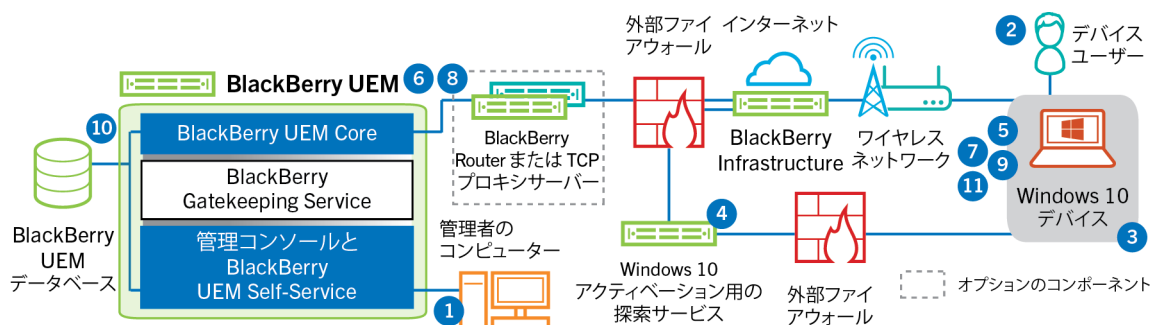 外部ファイ
アウォール
インターネット
2
デバイス
ユーザー
BlackBerry UEM
6
8
10
BlackBerry UEM Core
BlackBerry
Gatekeeping Service
管理コンソールと
BlackBerry
UEM Self-Service
BlackBerry
UEM
データベース
BlackBerry
Router または TCP
プロキシサーバー
BlackBerry
Infrastructure
ワイヤレス
ネットワーク
5
7
9
11
Windows 10
デバイス
3
管理者の
コンピューター
1
4
Windows 10
アクティベーション用の
探索サービス
外部ファイ
アウォール
オプションのコンポーネント